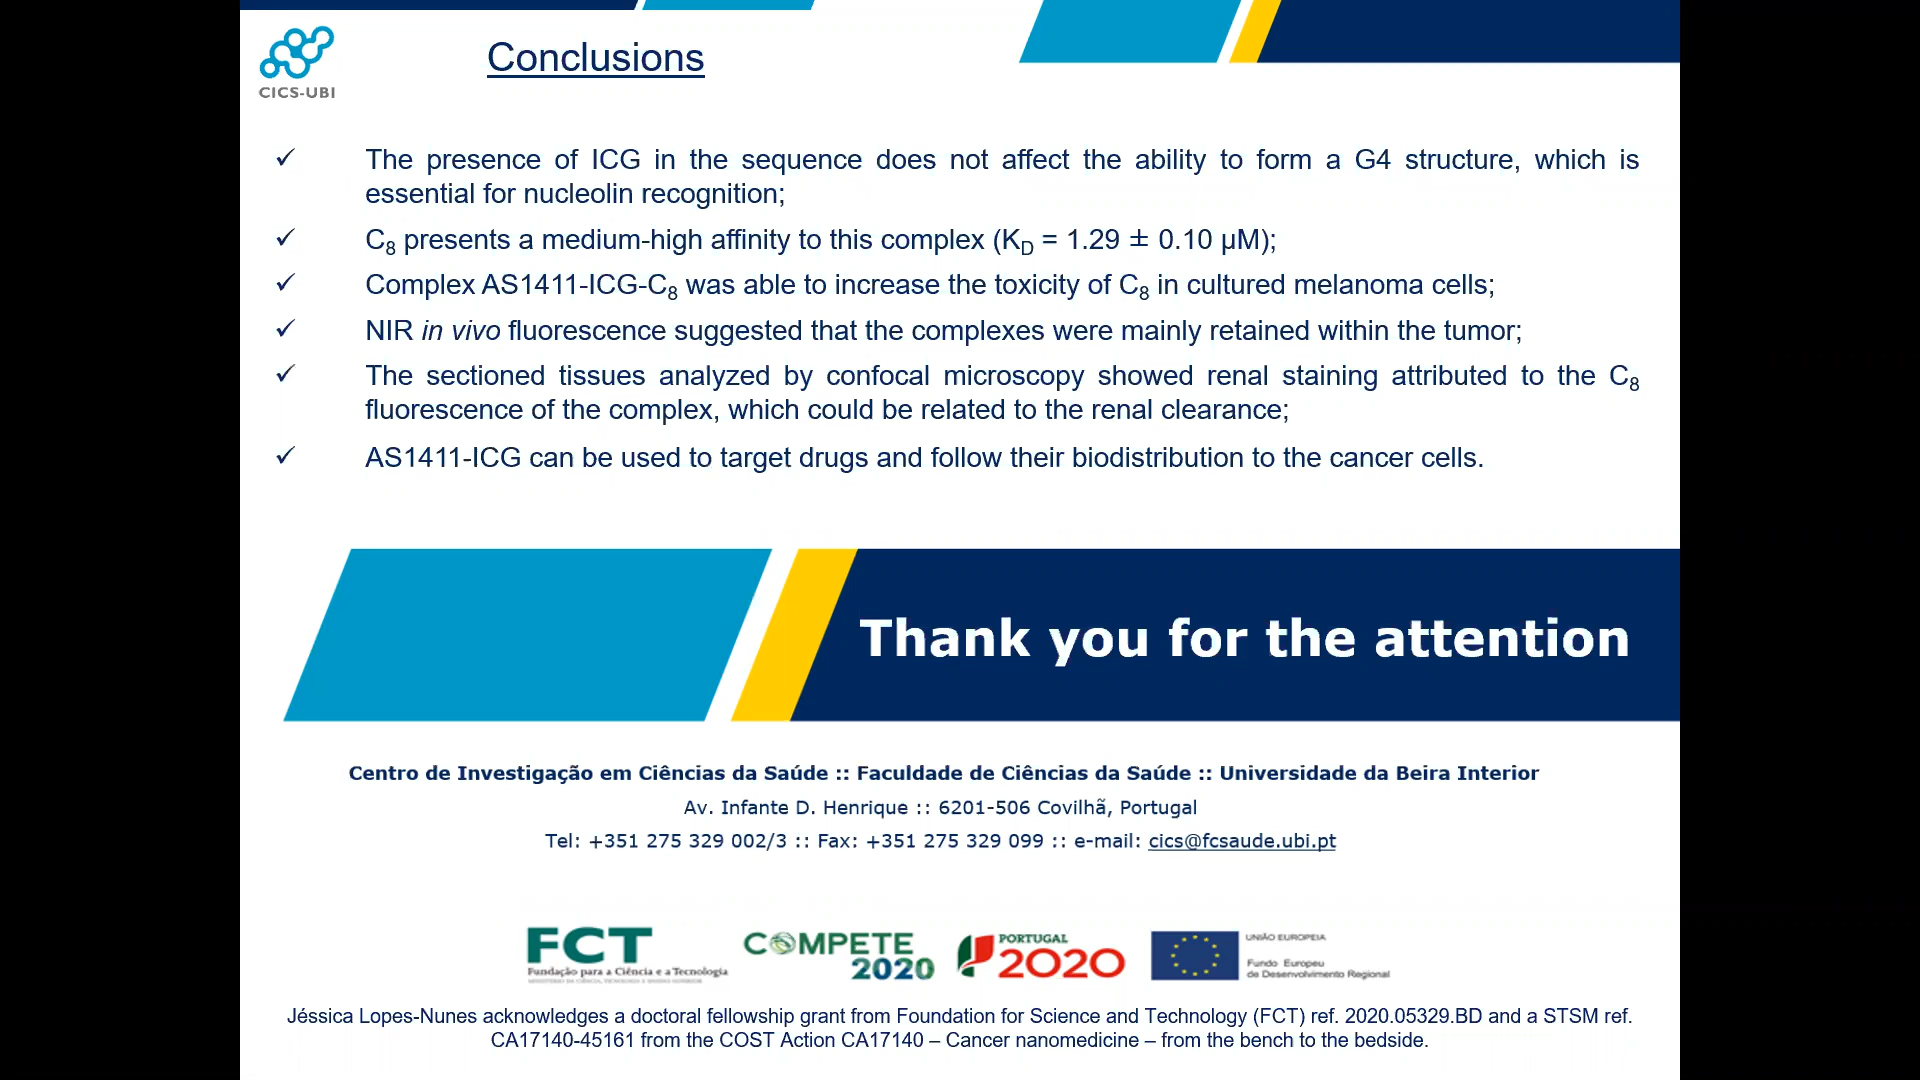 CICS-UBI
Conclusions
✓ The presence of ICG in the sequence does not affect the ability to form a G4 structure, which is
essential for nucleolin recognition;
✓ C₈ presents a medium-high affinity to this complex (K_D = 1.29 ± 0.10 µM);
✓ Complex AS1411-ICG-C₈ was able to increase the toxicity of C₈ in cultured melanoma cells;
✓ NIR in vivo fluorescence suggested that the complexes were mainly retained within the tumor;
✓ The sectioned tissues analyzed by confocal microscopy showed renal staining attributed to the C₈
fluorescence of the complex, which could be related to the renal clearance;
✓ AS1411-ICG can be used to target drugs and follow their biodistribution to the cancer cells.
Thank you for the attention
Centro de Investigação em Ciências da Saúde :: Faculdade de Ciências da Saúde :: Universidade da Beira Interior
Av. Infante D. Henrique :: 6201-506 Covilhã, Portugal
Tel: +351 275 329 002/3 :: Fax: +351 275 329 099 :: e-mail: cics@fcsaude.ubi.pt
FCT
Fundação para a Ciência e a Tecnologia
COMPETE
2020
PORTUGAL
2020
UNIÃO EUROPEIA
Fundo Europeu
de Desenvolvimento Regional
Jéssica Lopes-Nunes acknowledges a doctoral fellowship grant from Foundation for Science and Technology (FCT) ref. 2020.05329.BD and a STSM ref.
CA17140-45161 from the COST Action CA17140 – Cancer nanomedicine – from the bench to the bedside.